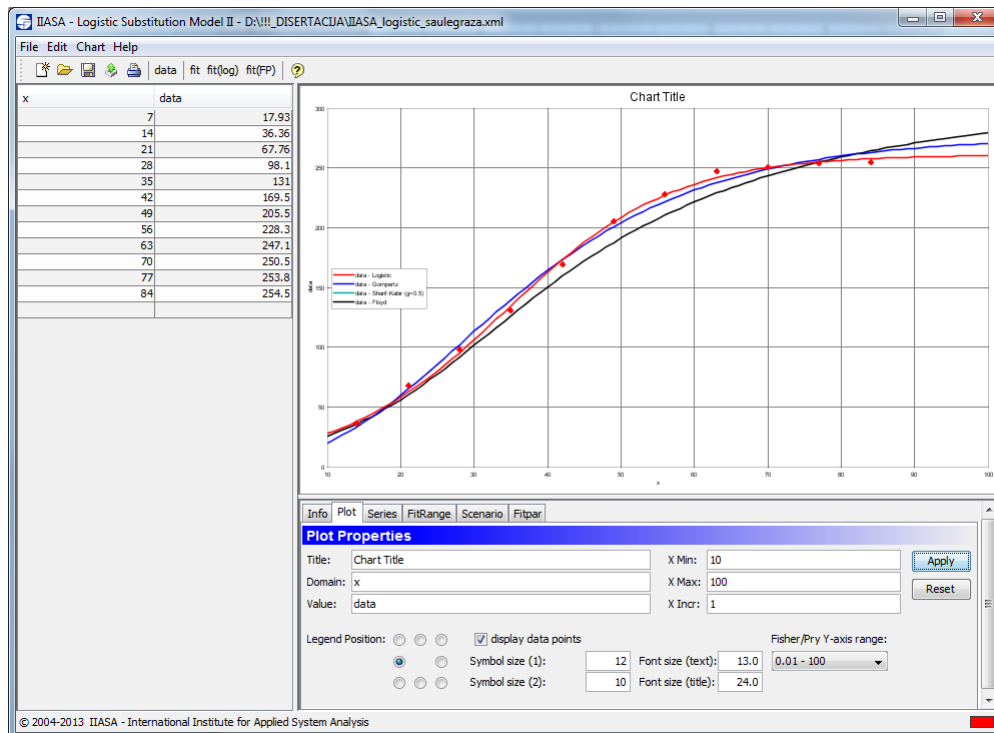 IIASA - Logistic Substitution Model II - D:\!!!_DISERTACIJA\IIASA_logistic_saulegraza.xml
File Edit Chart Help
data fit fit(log) fit(FP)
x data
7 17.93
14 36.36
21 67.76
28 98.1
35 131
42 169.5
49 205.5
56 228.3
63 247.1
70 250.5
77 253.8
84 254.5
Chart Title
300
250
200
150
100
50
0
data
data - Logistic
data - Gompertz
data - Sharif-Kabir (g=0.5)
data - Floyd
10 20 30 40 50 60 70 80 90 100
x
Info Plot Series FitRange Scenario Fitpar
Plot Properties
Title: Chart Title X Min: 10 Apply
Domain: x X Max: 100 Reset
Value: data X Incr: 1
Legend Position: display data points Fisher/Pry Y-axis range:
Symbol size (1): 12 Font size (text): 13.0 0.01 - 100
Symbol size (2): 10 Font size (title): 24.0
© 2004-2013 IIASA - International Institute for Applied System Analysis